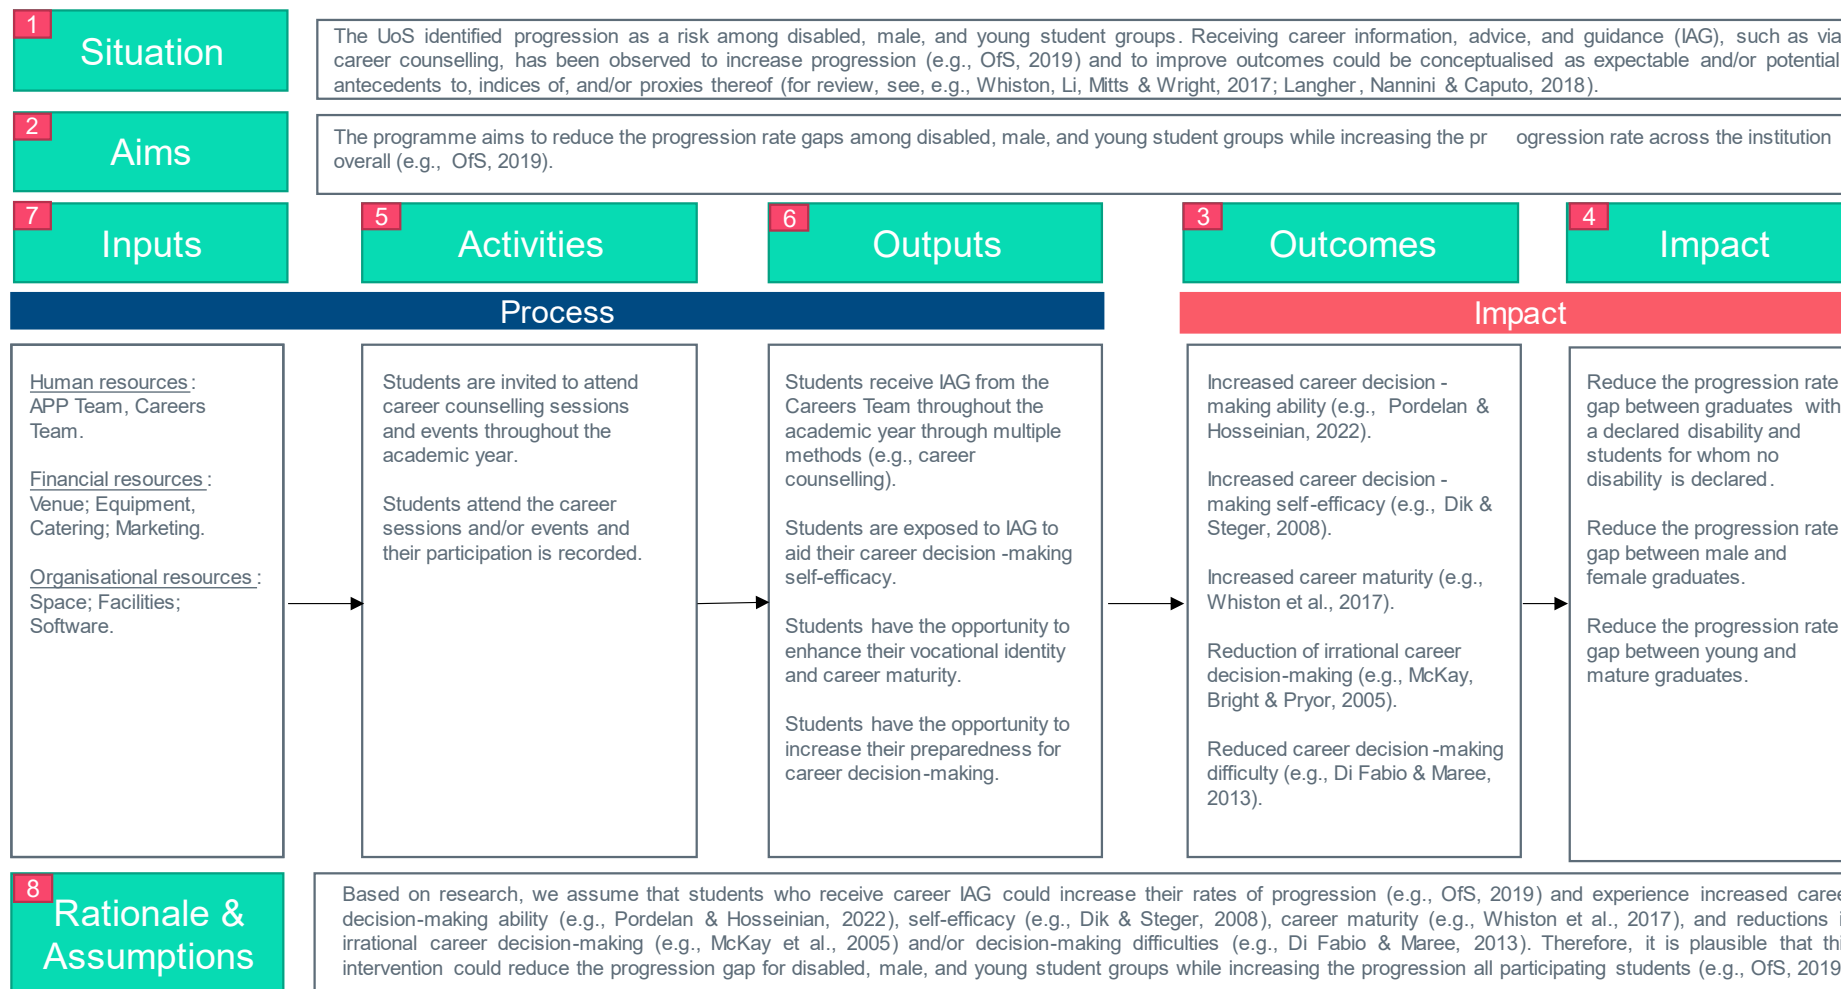 1
Situation
The UoS identified progression as a risk among disabled, male, and young student groups. Receiving career information, advice, and guidance (IAG), such as via
career counselling, has been observed to increase progression (e.g., OfS, 2019) and to improve outcomes could be conceptualised as expectable and/or potential
antecedents to, indices of, and/or proxies thereof (for review, see, e.g., Whiston, Li, Mitts & Wright, 2017; Langher, Nannini & Caputo, 2018).
2
Aims
The programme aims to reduce the progression rate gaps among disabled, male, and young student groups while increasing the pr ogression rate across the institution
overall (e.g., OfS, 2019).
7
Inputs
5
Activities
6
Outputs
3
Outcomes
4
Impact
Process
Impact
Human resources:
APP Team, Careers
Team.
Financial resources:
Venue; Equipment,
Catering; Marketing.
Organisational resources:
Space; Facilities;
Software.
Students are invited to attend
career counselling sessions
and events throughout the
academic year.
Students attend the career
sessions and/or events and
their participation is recorded.
Students receive IAG from the
Careers Team throughout the
academic year through multiple
methods (e.g., career
counselling).
Students are exposed to IAG to
aid their career decision -making
self-efficacy.
Students have the opportunity to
enhance their vocational identity
and career maturity.
Students have the opportunity to
increase their preparedness for
career decision-making.
Increased career decision -
making ability (e.g., Pordelan &
Hosseinian, 2022).
Increased career decision -
making self-efficacy (e.g., Dik &
Steger, 2008).
Increased career maturity (e.g.,
Whiston et al., 2017).
Reduction of irrational career
decision-making (e.g., McKay,
Bright & Pryor, 2005).
Reduced career decision -making
difficulty (e.g., Di Fabio & Maree,
2013).
Reduce the progression rate
gap between graduates with
a declared disability and
students for whom no
disability is declared.
Reduce the progression rate
gap between male and
female graduates.
Reduce the progression rate
gap between young and
mature graduates.
8
Rationale &
Assumptions
Based on research, we assume that students who receive career IAG could increase their rates of progression (e.g., OfS, 2019) and experience increased
decision-making ability (e.g., Pordelan & Hosseinian, 2022), self-efficacy (e.g., Dik & Steger, 2008), career maturity (e.g., Whiston et al., 2017), and reductions
irrational career decision-making (e.g., McKay et al., 2005) and/or decision-making difficulties (e.g., Di Fabio & Maree, 2013). Therefore, it is plausible that
intervention could reduce the progression gap for disabled, male, and young student groups while increasing the progression all participating students (e.g., OfS, 2019